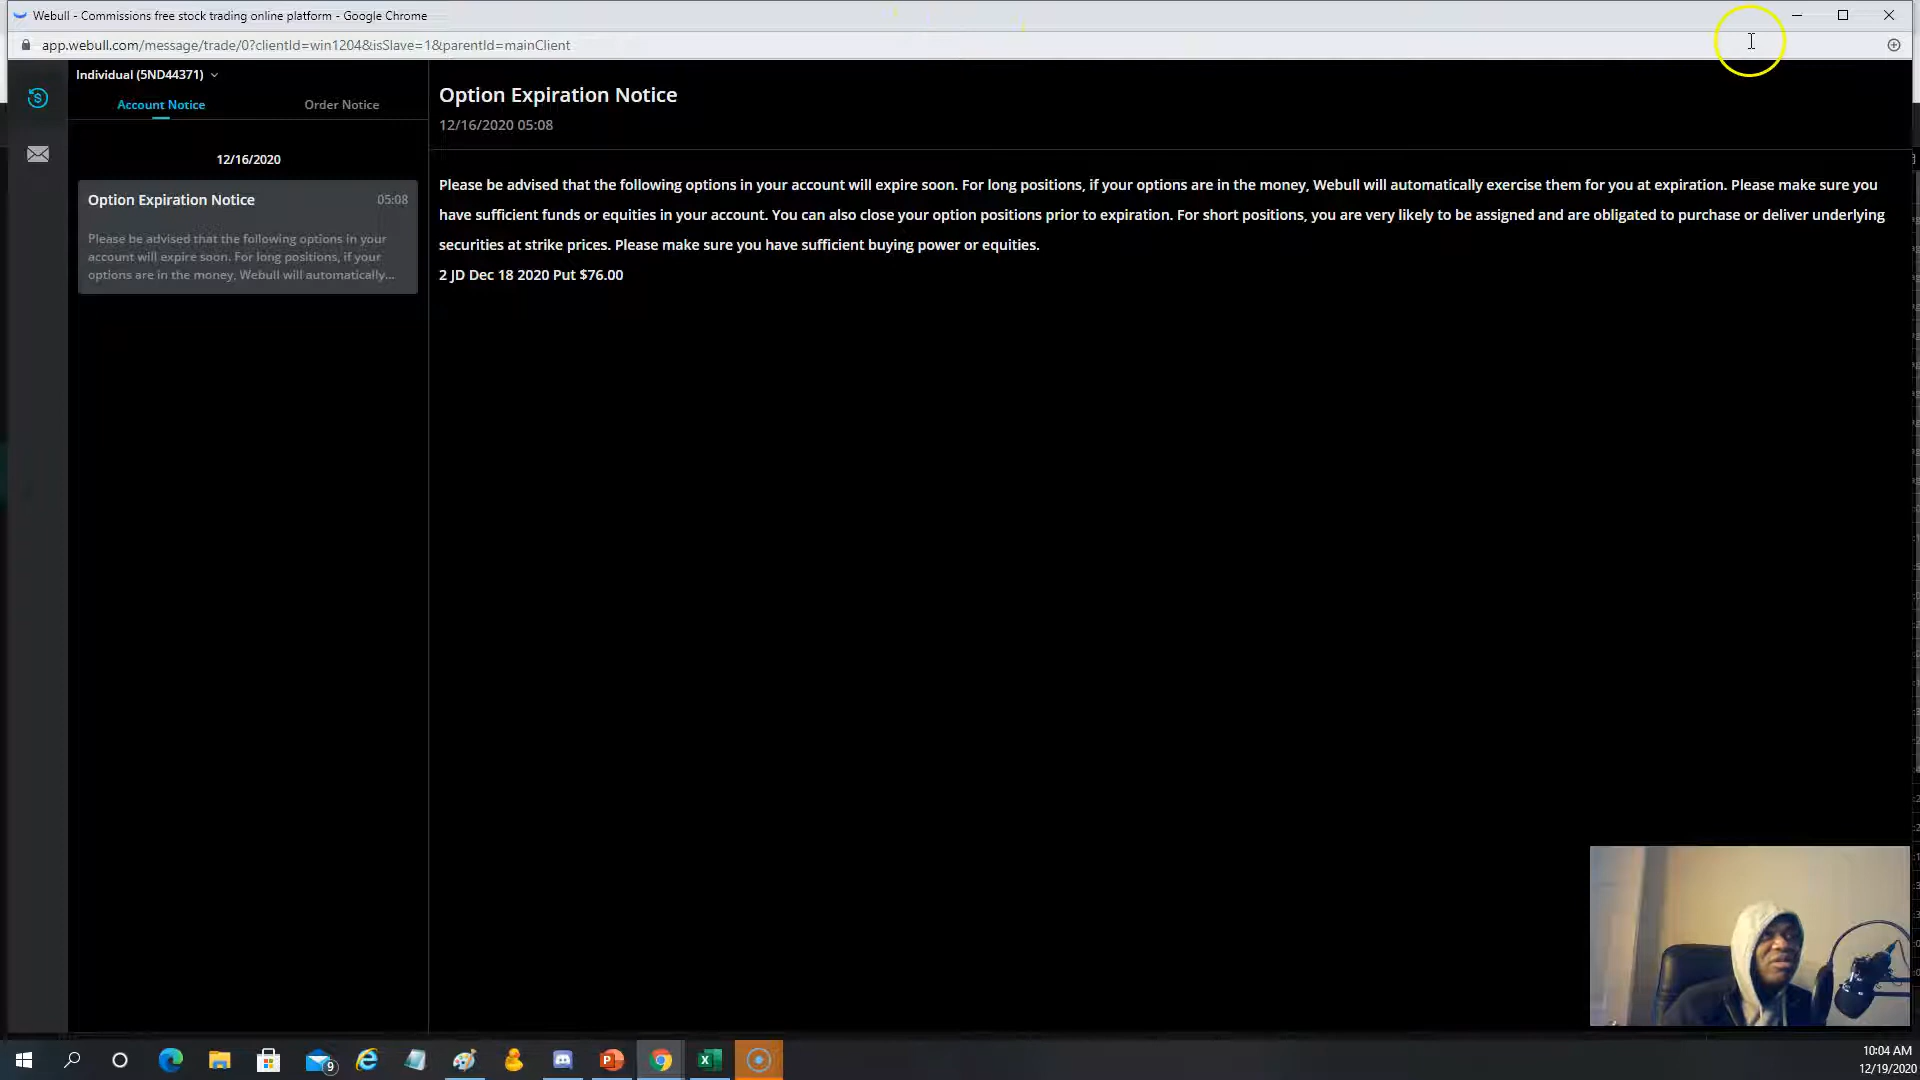 Webull - Commissions free stock trading online platform - Google Chrome
app.webull.com/message/trade/0?clientId=win1204&isSlave=1&parentId=mainClient
Individual (5ND44371)
Account Notice
Order Notice
12/16/2020
Option Expiration Notice
05:08
Please be advised that the following options in your
account will expire soon. For long positions, if your
options are in the money, Webull will automatically...
Option Expiration Notice
12/16/2020 05:08
Please be advised that the following options in your account will expire soon. For long positions, if your options are in the money, Webull will automatically exercise them for you at expiration. Please make sure you
have sufficient funds or equities in your account. You can also close your option positions prior to expiration. For short positions, you are very likely to be assigned and are obligated to purchase or deliver underlying
securities at strike prices. Please make sure you have sufficient buying power or equities.
2 JD Dec 18 2020 Put $76.00
9
10:04 AM
12/19/2020